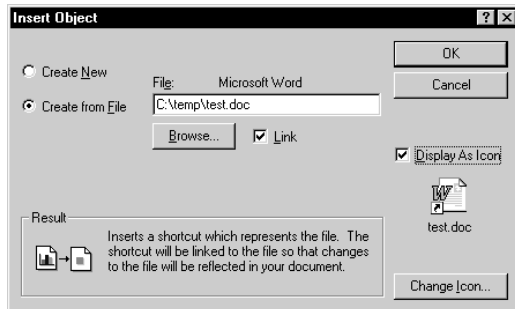 Insert Object
OK
Create New
File: Microsoft Word
Cancel
Create from File
C:\temp\test.doc
Browse...
Link
Display As Icon
W
test.doc
Result
Inserts a shortcut which represents the file. The
shortcut will be linked to the file so that changes
to the file will be reflected in your document.
Change Icon...